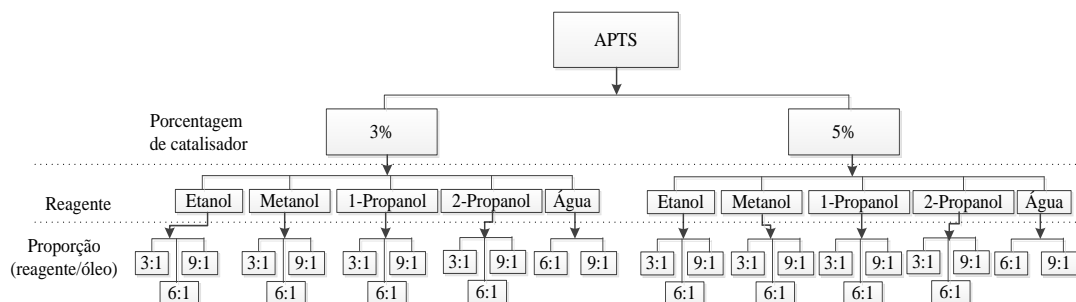 APTS
Porcentagem
de catalisador
3%
5%
Reagente
Etanol
Metanol
1-Propanol
2-Propanol
Água
Etanol
Metanol
1-Propanol
2-Propanol
Água
Proporção
(reagente/óleo)
3:1
9:1
3:1
9:1
3:1
9:1
3:1
9:1
6:1
9:1
3:1
9:1
3:1
9:1
3:1
9:1
3:1
9:1
6:1
9:1
6:1
6:1
6:1
6:1
6:1
6:1
6:1
6:1